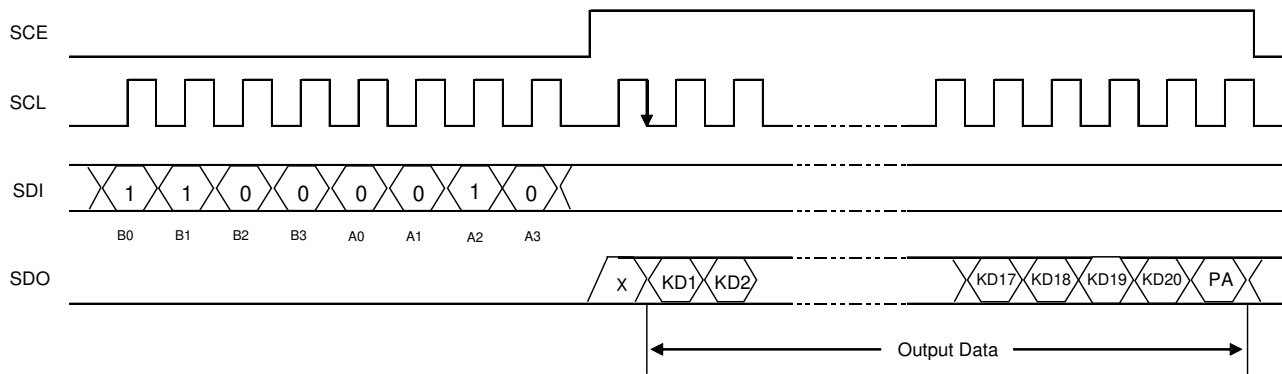 SCE
SCL
SDI 1 1 0 0 0 0 1 0
B0 B1 B2 B3 A0 A1 A2 A3
SDO X KD1 KD2 KD17 KD18 KD19 KD20 PA
Output Data